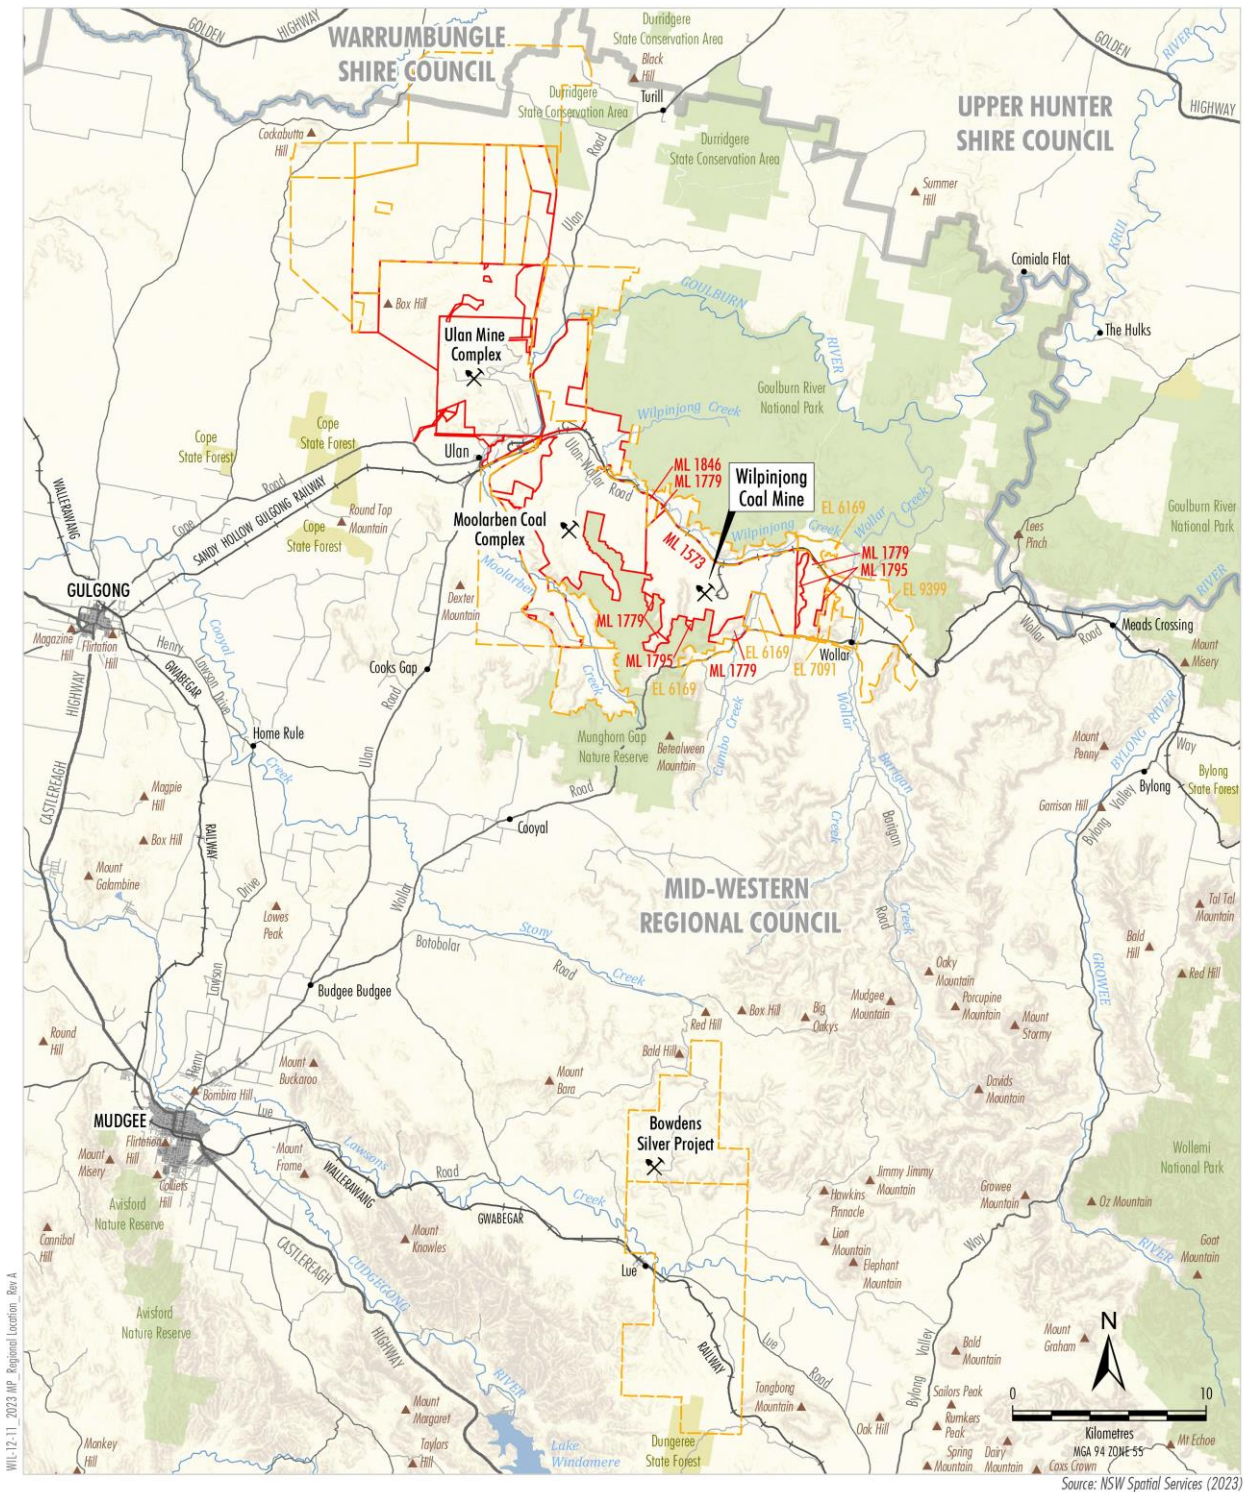 GOLDEN
HIGHWAY
WARRUMBUNGLE
SHIRE COUNCIL
Durridgere
State Conservation Area
Black
Hill
Turill
GOLDEN
RIVER
HIGHWAY
UPPER HUNTER
SHIRE COUNCIL
Durridgere
State Conservation Area
Cockabutta
Hill
Road
Durridgere
State Conservation Area
Summer
Hill
Ulan
KRUI
Comiala Flat
GOULBURN
Box Hill
The Hulks
Ulan Mine
Complex
RIVER
Goulburn River
National Park
Wilpinjong Creek
Cope
State Forest
Cope
State Forest
Ulan
Ulan-Wollar
Road
ML 1846
ML 1779
Wilpinjong
Coal Mine
WALLERAWANG
Road
Cope
SANDY HOLLOW GULGONG RAILWAY
Round Top
Mountain
Cope
State Forest
Moolarben Coal
Complex
EL 6169
Wollar Creek
Wilpinjong
Creek
Goulburn River
National Park
Lees
Pinch
ML 1573
ML 1779
ML 1795
Moolarben
EL 9399
RIVER
GULGONG
Dexter
Mountain
Magazine
Hill
Flirtation
Hill
Henry
Lawson Drive
GWABEGAR
Cooyal
ML 1779
Wollar
Road
Meads Crossing
ML 1795
EL 6169
ML 1779
EL 7091
Wollar
Mount
Misery
Cooks Gap
Creek
EL 6169
HIGHWAY
Road
Wollar
Home Rule
Munghorn Gap
Nature Reserve
Betealween
Mountain
Cumbo Creek
Mount
Penny
BYLONG RIVER
Way
Ulan
Creek
Barigan
Bylong
Bylong
State Forest
CASTLEREAGH
Magpie
Hill
Road
Garrison Hill
Bylong Valley
Cooyal
Creek
Barigan
Box Hill
RAILWAY
Mount
Galambine
Drive
Wollar
MID-WESTERN
REGIONAL COUNCIL
Tal Tal
Mountain
Lowes
Peak
Road
Creek
Stony
Botobolar
Road
Creek
Bald
Hill
GROWEE
Red Hill
Lawson
Budgee Budgee
Oaky
Mountain
Mudgee
Mountain
Porcupine
Mountain
Box Hill
Big
Oakys
Mount
Stormy
Red Hill
Round
Hill
Henry
Bald Hill
Mount
Buckaroo
Mount
Bara
Davids
Mountain
Bombira Hill
Lue
MUDGEE
Bowdens
Silver Project
Flirtation
Hill
Mount
Misery
Mount
Frome
Lawsons
Road
WALLERAWANG
Wollemi
National Park
Jimmy Jimmy
Mountain
Colliets
Hill
Avisford
Nature Reserve
Creek
Hawkins
Pinnacle
Growee
Mountain
Oz Mountain
GWABEGAR
Cannibal
Hill
Mount
Knowles
Lion
Mountain
Way
RIVER
Goat
Mountain
CASTLEREAGH
Elephant
Mountain
CUDGEGONG
Lue
Avisford
Nature Reserve
HIGHWAY
RAILWAY
Lue
Road
Valley
Bylong
Bald
Mountain
Mount
Graham
N
RIVER
Tongbong
Mountain
Sailors Peak
0
10
Mount
Margaret
Oak Hill
Rumkers
Peak
Kilometres
MGA 94 ZONE 55
Mt Echoe
Lake
Windamere
Dungeree
State Forest
Mankey
Hill
Taylors
Hill
Spring
Mountain
Dairy
Mountain
Coxs Crown
WIL-12-11_2023 MP_Regional Location_Rev A
Source: NSW Spatial Services (2023)